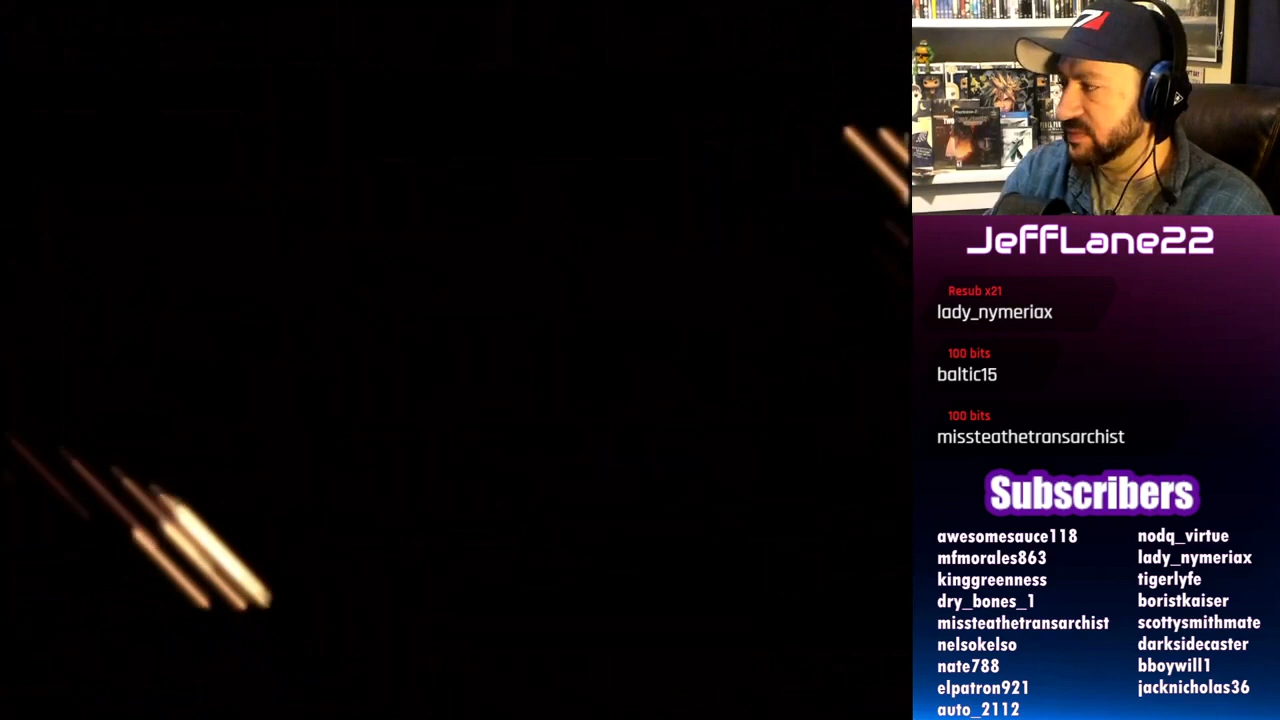 JeffLane22
Resub x21
lady_nymeriax
100 bits
baltic15
100 bits
missteathetransarchist
Subscribers
awesomesauce118
mfmorales863
kinggreenness
dry_bones_1
missteathetransarchist
nelsokelso
nate788
elpatron921
auto_2112
nodq_virtue
lady_nymeriax
tigerlyfe
boristkaiser
scottysmithmate
darksidecaster
bboywill1
jacknicholas36